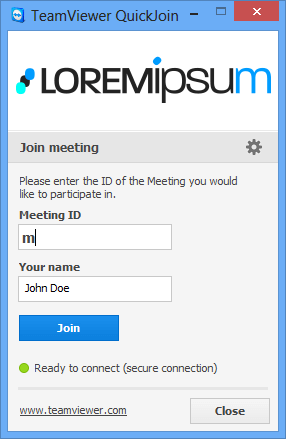 TeamViewer QuickJoin
LOREMipsum
Join meeting
Please enter the ID of the Meeting you would
like to participate in.
Meeting ID
m
Your name
John Doe
Join
Ready to connect (secure connection)
www.teamviewer.com
Close